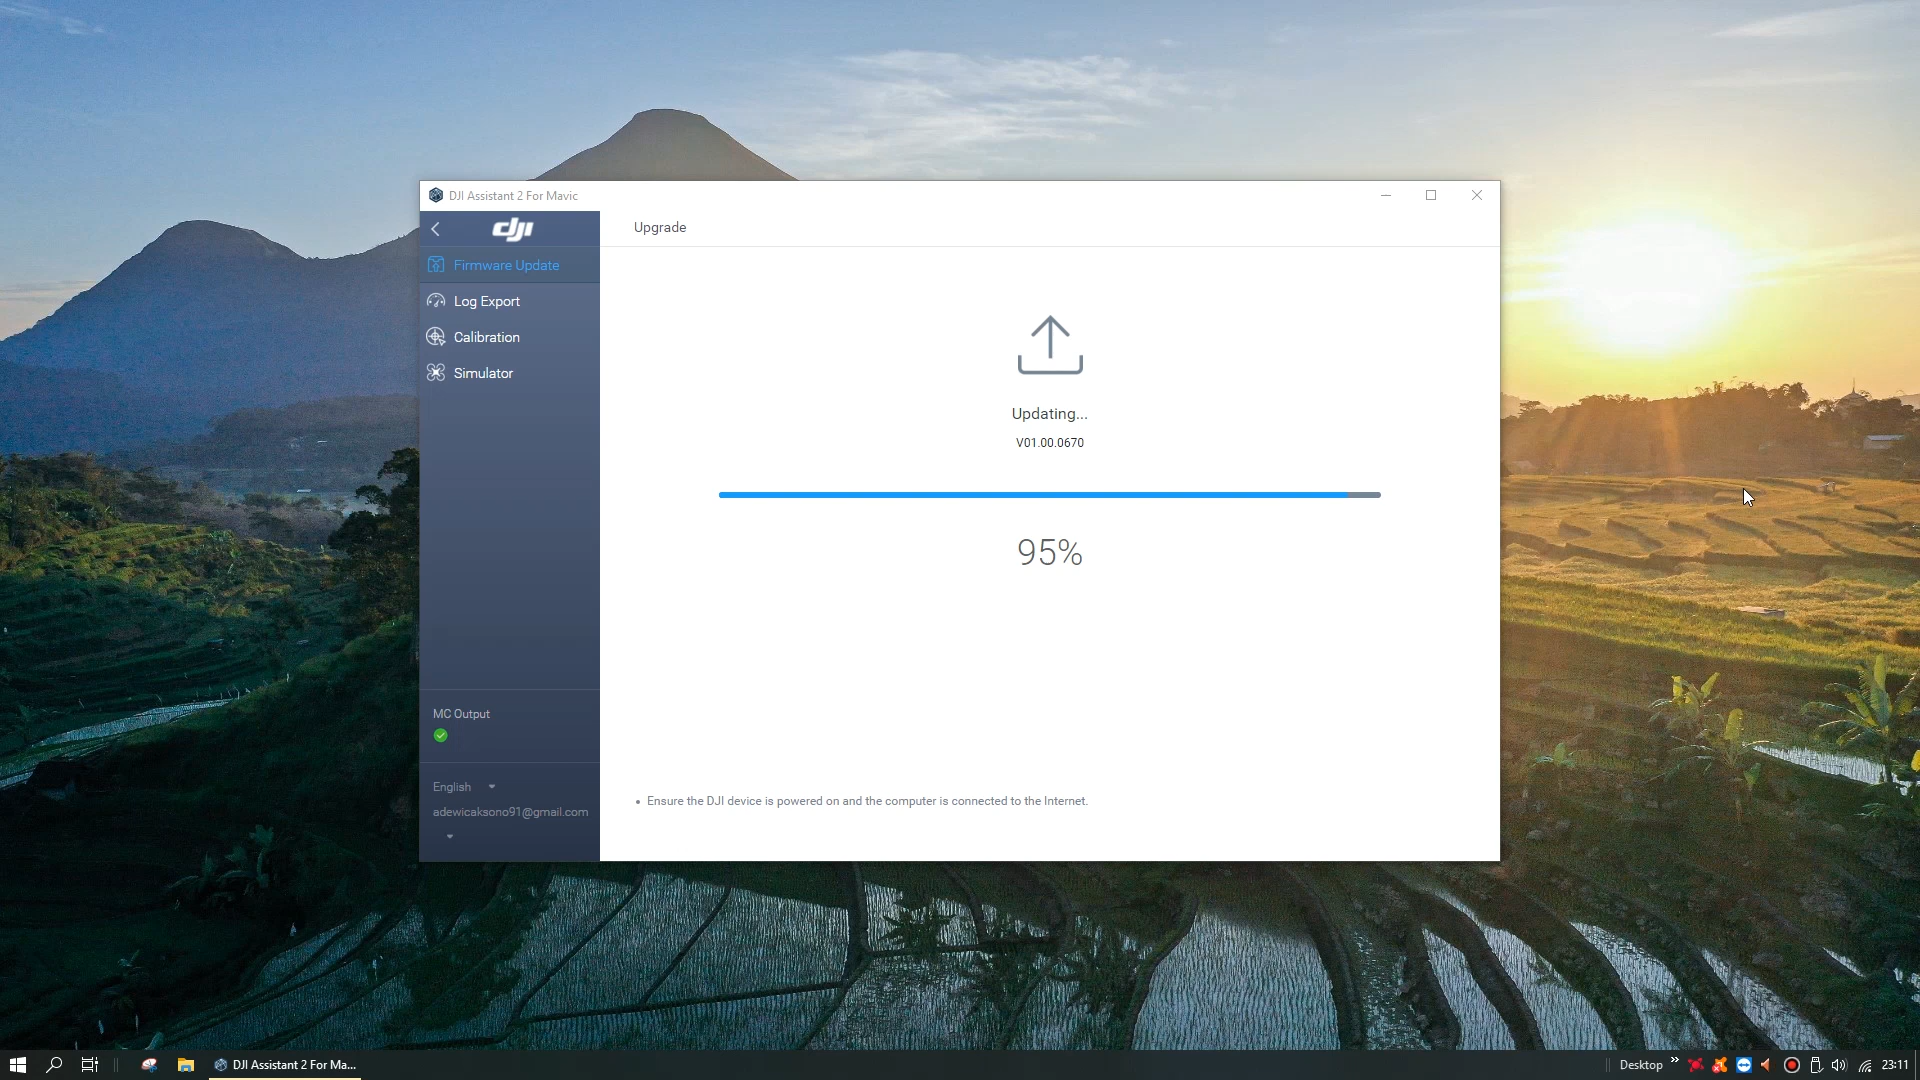 DJI Assistant 2 For Mavic
dji
Upgrade
Firmware Update
Log Export
Calibration
Simulator
Updating...
V01.00.0670
95%
MC Output
English
adewicaksono91@gmail.com
Ensure the DJI device is powered on and the computer is connected to the Internet.
DJI Assistant 2 For Ma...
Desktop
23:11